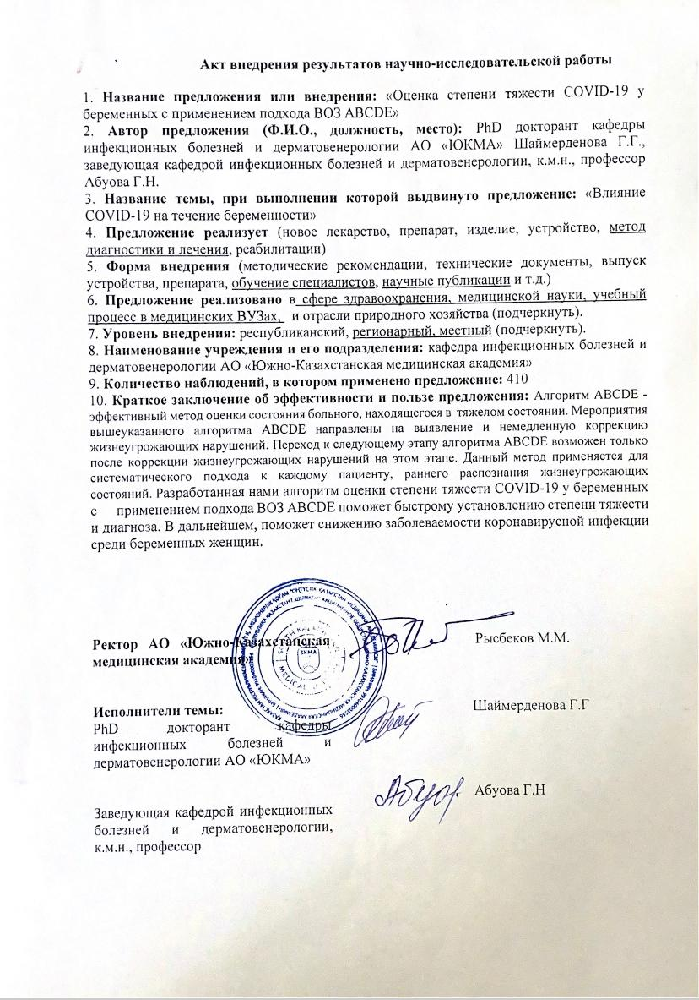 Акт внедрения результатов научно-исследовательской работы
1. Название предложения или внедрения: «Оценка степени тяжести COVID-19 у
беременных с применением подхода ВОЗ ABCDE»
2. Автор предложения (Ф.И.О., должность, место): PhD докторант кафедры
инфекционных болезней и дерматовенерологии АО «ЮКМА» Шаймерденова Г.Г.,
заведующая кафедрой инфекционных болезней и дерматовенерологии, к.м.н., профессор
Абуова Г.Н.
3. Название темы, при выполнении которой выдвинуто предложение: «Влияние
COVID-19 на течение беременности»
4. Предложение реализует (новое лекарство, препарат, изделие, устройство, метод
диагностики и лечения, реабилитации)
5. Форма внедрения (методические рекомендации, технические документы, выпуск
устройства, препарата, обучение специалистов, научные публикации и т.д.)
6. Предложение реализовано в сфере здравоохранения, медицинской науки, учебный
процесс в медицинских ВУЗах, и отрасли природного хозяйства (подчеркнуть).
7. Уровень внедрения: республиканский, регионарный, местный (подчеркнуть).
8. Наименование учреждения и его подразделения: кафедра инфекционных болезней и
дерматовенерологии АО «Южно-Казахстанская медицинская академия»
9. Количество наблюдений, в котором применено предложение: 410
10. Краткое заключение об эффективности и пользе предложения: Алгоритм ABCDE -
эффективный метод оценки состояния больного, находящегося в тяжелом состоянии. Мероприятия
вышеуказанного алгоритма ABCDE направлены на выявление и немедленную коррекцию
жизнеугрожающих нарушений. Переход к следующему этапу алгоритма ABCDE возможен только
после коррекции жизнеугрожающих нарушений на этом этапе. Данный метод применяется для
систематического подхода к каждому пациенту, раннего распознания жизнеугрожающих
состояний. Разработанная нами алгоритм оценки степени тяжести COVID-19 у беременных
с применением подхода ВОЗ ABCDE поможет быстрому установлению степени тяжести
и диагноза. В дальнейшем, поможет снижению заболеваемости коронавирусной инфекции
среди беременных женщин.
Ректор АО «Южно-Казахстанская
медицинская академия»
Рысбеков М.М.
SKMA
Исполнители темы:
Шаймерденова Г.Г
PhD докторант кафедры
инфекционных болезней и
дерматовенерологии АО «ЮКМА»
Абуов
Абуова Г.Н
Заведующая кафедрой инфекционных
болезней и дерматовенерологии,
к.м.н., профессор